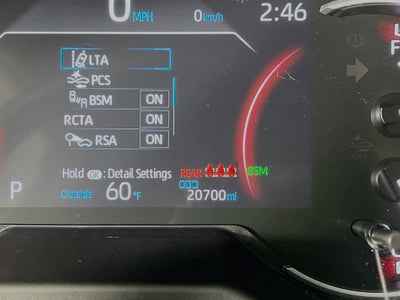 0 MPH 0 km/h 2:46
LTA
PCS
BSM ON
RCTA ON
RSA ON
Hold OK : Detail Settings REAR BSM
Outside 60 °F 20700 mi
P
OFF